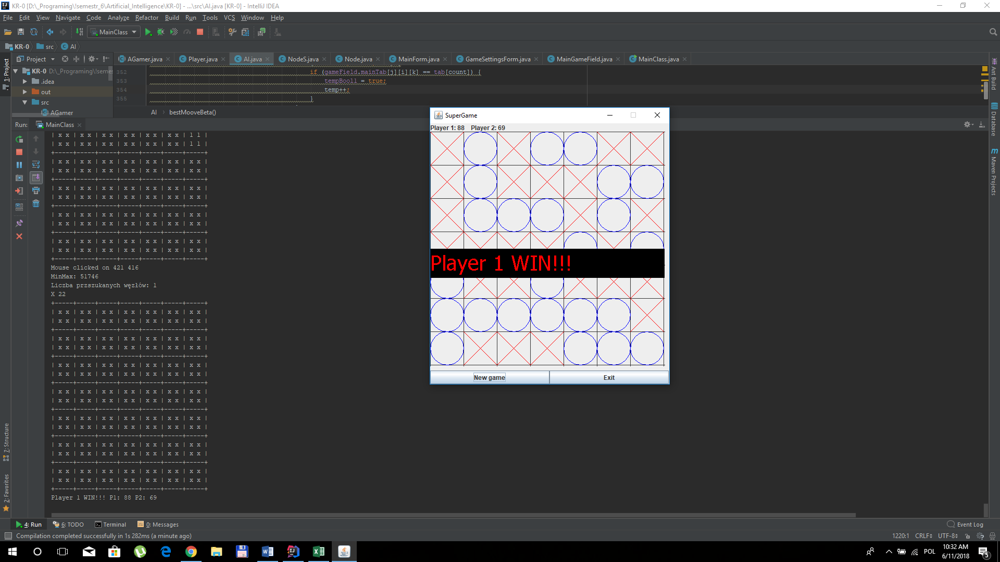 KR-0 [D:\_Programing\!semestr_6\Artificial_Intelligence\KR-0] - ...\src\AI.java [KR-0] - IntelliJ IDEA
File Edit View Navigate Code Analyze Refactor Build Run Tools VCS Window Help
MainClass
KR-0 src AI
Project
AGamer.java Player.java AI.java NodeS.java Node.java MainForm.java GameSettingsForm.java MainGameField.java MainClass.java
1: Project
KR-0 D:\_Programing\!seme
.idea
out
src
AGamer
352 if (gameField.mainTab[j][i][k] == tab[count]) {
353 tempBool1 = true;
354 temp++;
355 }
AI bestMooveBeta()
Run: MainClass
| x x | x x | x x | x x | x x | x x | 1 1 |
| x x | x x | x x | x x | x x | x x | 1 1 |
+-----+-----+-----+-----+-----+-----+-----+
| x x | x x | x x | x x | x x | x x | x x |
| x x | x x | x x | x x | x x | x x | x x |
+-----+-----+-----+-----+-----+-----+-----+
| x x | x x | x x | x x | x x | x x | x x |
| x x | x x | x x | x x | x x | x x | x x |
+-----+-----+-----+-----+-----+-----+-----+
| x x | x x | x x | x x | x x | x x | x x |
| x x | x x | x x | x x | x x | x x | x x |
+-----+-----+-----+-----+-----+-----+-----+
| x x | x x | x x | x x | x x | x x | x x |
| x x | x x | x x | x x | x x | x x | x x |
+-----+-----+-----+-----+-----+-----+-----+
Mouse clicked on 421 416
MinMax: 51746
Liczba przszukanych węzłów: 1
X 22
+-----+-----+-----+-----+-----+-----+-----+
| x x | x x | x x | x x | x x | x x | x x |
| x x | x x | x x | x x | x x | x x | x x |
+-----+-----+-----+-----+-----+-----+-----+
| x x | x x | x x | x x | x x | x x | x x |
| x x | x x | x x | x x | x x | x x | x x |
+-----+-----+-----+-----+-----+-----+-----+
| x x | x x | x x | x x | x x | x x | x x |
| x x | x x | x x | x x | x x | x x | x x |
+-----+-----+-----+-----+-----+-----+-----+
| x x | x x | x x | x x | x x | x x | x x |
| x x | x x | x x | x x | x x | x x | x x |
+-----+-----+-----+-----+-----+-----+-----+
| x x | x x | x x | x x | x x | x x | x x |
| x x | x x | x x | x x | x x | x x | x x |
+-----+-----+-----+-----+-----+-----+-----+
| x x | x x | x x | x x | x x | x x | x x |
| x x | x x | x x | x x | x x | x x | x x |
+-----+-----+-----+-----+-----+-----+-----+
| x x | x x | x x | x x | x x | x x | x x |
| x x | x x | x x | x x | x x | x x | x x |
+-----+-----+-----+-----+-----+-----+-----+
Player 1 WIN!!! P1: 88 P2: 69
SuperGame
Player 1: 88 Player 2: 69
Player 1 WIN!!!
New game Exit
Ant Build
Database
m Maven Projects
7: Structure
2: Favorites
4: Run 6: TODO Terminal 0: Messages Event Log
Compilation completed successfully in 1s 282ms (a minute ago) 1220:1 CRLF UTF-8
POL
10:32 AM
6/11/2018
5